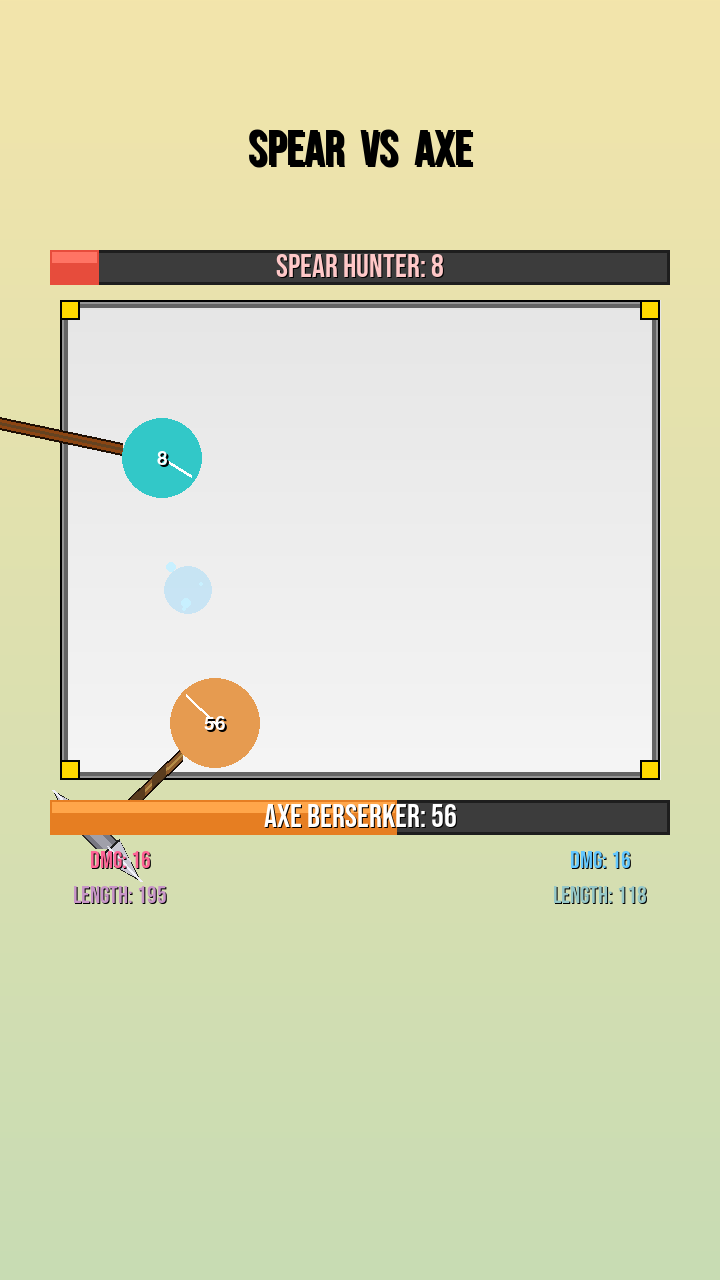 SPEAR VS AXE
SPEAR HUNTER: 8
8
56
AXE BERSERKER: 56
DMG: 16
DMG: 16
LENGTH: 195
LENGTH: 118